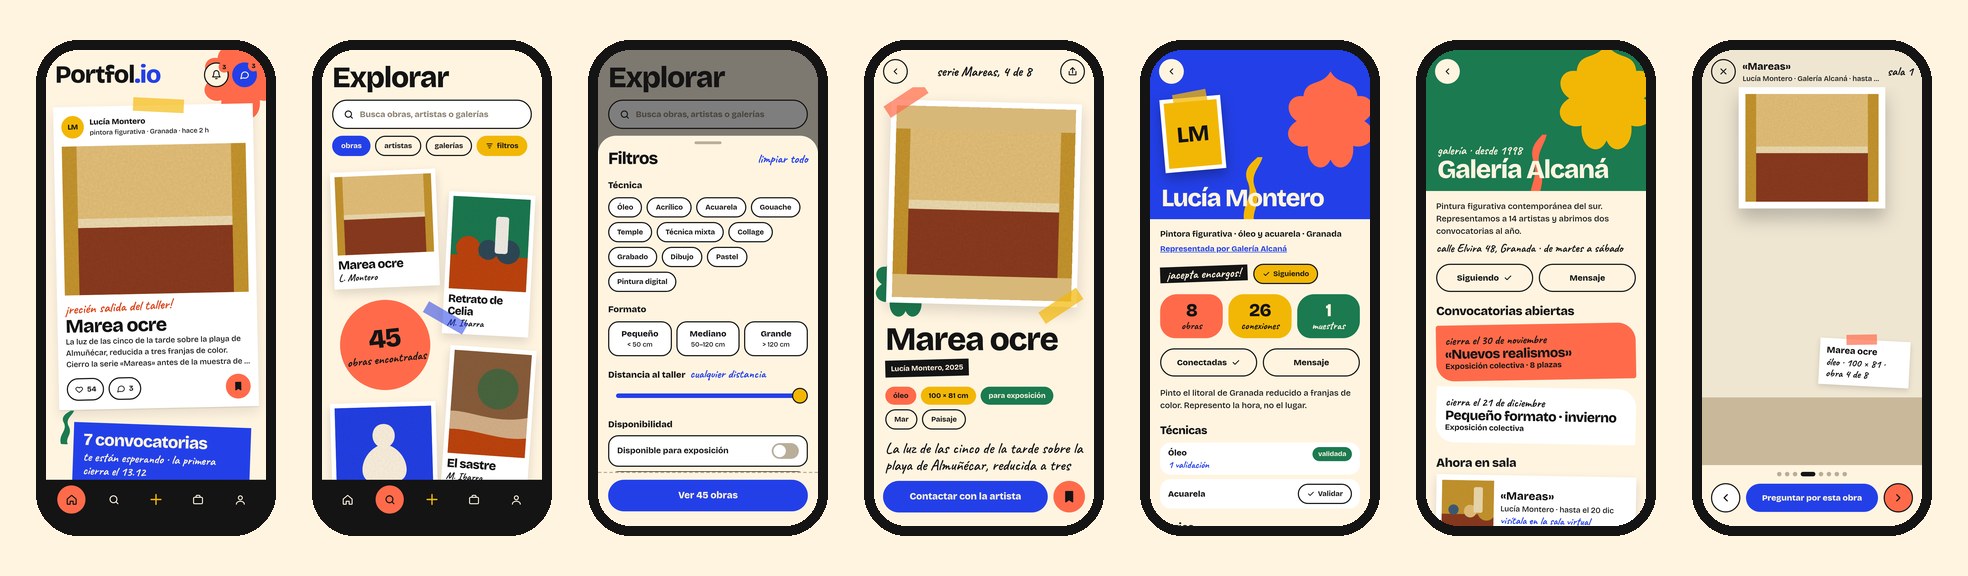 Portfol.io
3
3
LM
Lucía Montero
pintora figurativa · Granada · hace 2 h
¡recién salida del taller!
Marea ocre
La luz de las cinco de la tarde sobre la playa de
Almuñécar, reducida a tres franjas de color.
Cierro la serie «Mareas» antes de la muestra de ...
54
3
7 convocatorias
te están esperando · la primera
cierra el 13.12
Explorar
Busca obras, artistas o galerías
obras
artistas
galerías
filtros
Marea ocre
L. Montero
Retrato de
Celia
M. Ibarra
45
obras encontradas
El sastre
M. Ibarra
Explorar
Busca obras, artistas o galerías
Filtros
limpiar todo
Técnica
Óleo
Acrílico
Acuarela
Gouache
Temple
Técnica mixta
Collage
Grabado
Dibujo
Pastel
Pintura digital
Formato
Pequeño
< 50 cm
Mediano
50–120 cm
Grande
> 120 cm
Distancia al taller cualquier distancia
Disponibilidad
Disponible para exposición
Ver 45 obras
serie Mareas, 4 de 8
Marea ocre
Lucía Montero, 2025
óleo
100 × 81 cm
para exposición
Mar
Paisaje
La luz de las cinco de la tarde sobre la
playa de Almuñécar, reducida a tres
Contactar con la artista
LM
Lucía Montero
Pintora figurativa · óleo y acuarela · Granada
Representada por Galería Alcaná
¡acepta encargos!
Siguiendo
8
obras
26
conexiones
1
muestras
Conectadas
Mensaje
Pinto el litoral de Granada reducido a franjas de
color. Represento la hora, no el lugar.
Técnicas
Óleo
1 validación
validada
Acuarela
Validar
galería · desde 1998
Galería Alcaná
Pintura figurativa contemporánea del sur.
Representamos a 14 artistas y abrimos dos
convocatorias al año.
calle Elvira 48, Granada · de martes a sábado
Siguiendo
Mensaje
Convocatorias abiertas
cierra el 30 de noviembre
«Nuevos realismos»
Exposición colectiva · 8 plazas
cierra el 21 de diciembre
Pequeño formato · invierno
Exposición colectiva
Ahora en sala
«Mareas»
Lucía Montero · hasta el 20 dic
visítala en la sala virtual
«Mareas»
Lucía Montero · Galería Alcaná · hasta ...
sala 1
Marea ocre
óleo · 100 × 81 ·
obra 4 de 8
Preguntar por esta obra